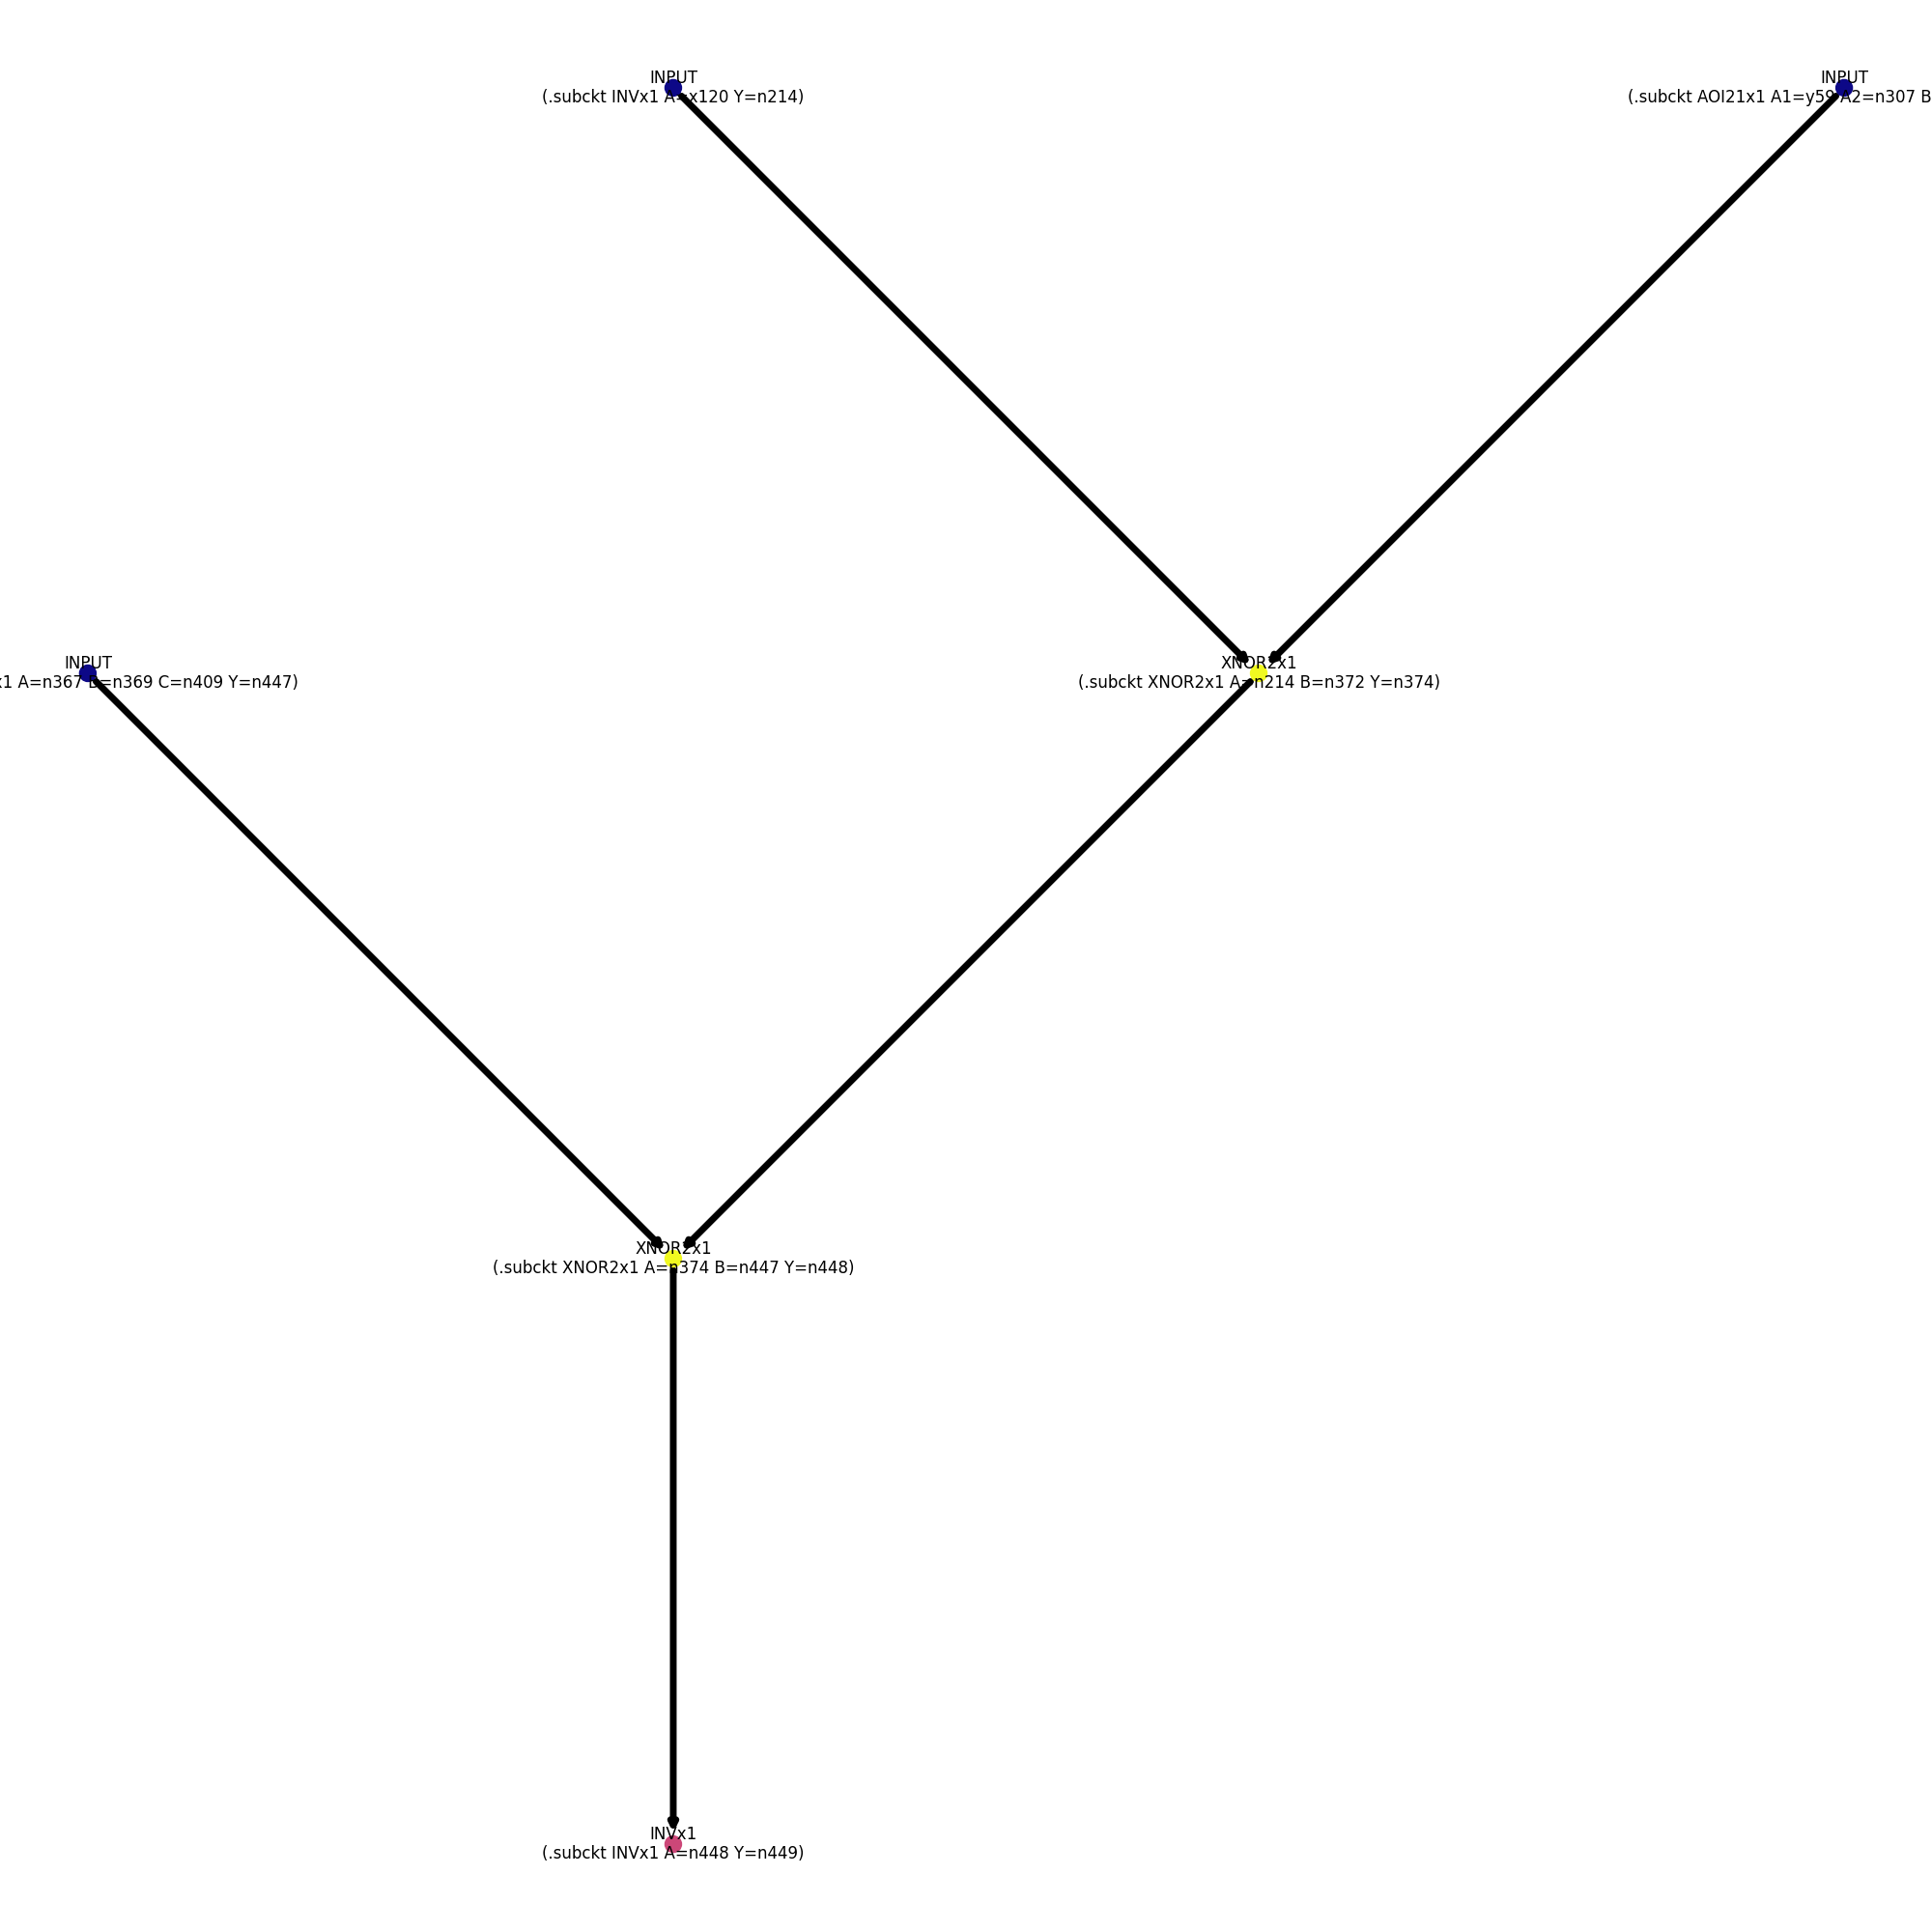 INPUT
(.subckt INVx1 A=x120 Y=n214)
INPUT
(.subckt AOI21x1 A1=y59 A2=n307 B
INPUT
x1 A=n367 B=n369 C=n409 Y=n447)
XNOR2x1
(.subckt XNOR2x1 A=n214 B=n372 Y=n374)
XNOR2x1
(.subckt XNOR2x1 A=n374 B=n447 Y=n448)
INVx1
(.subckt INVx1 A=n448 Y=n449)